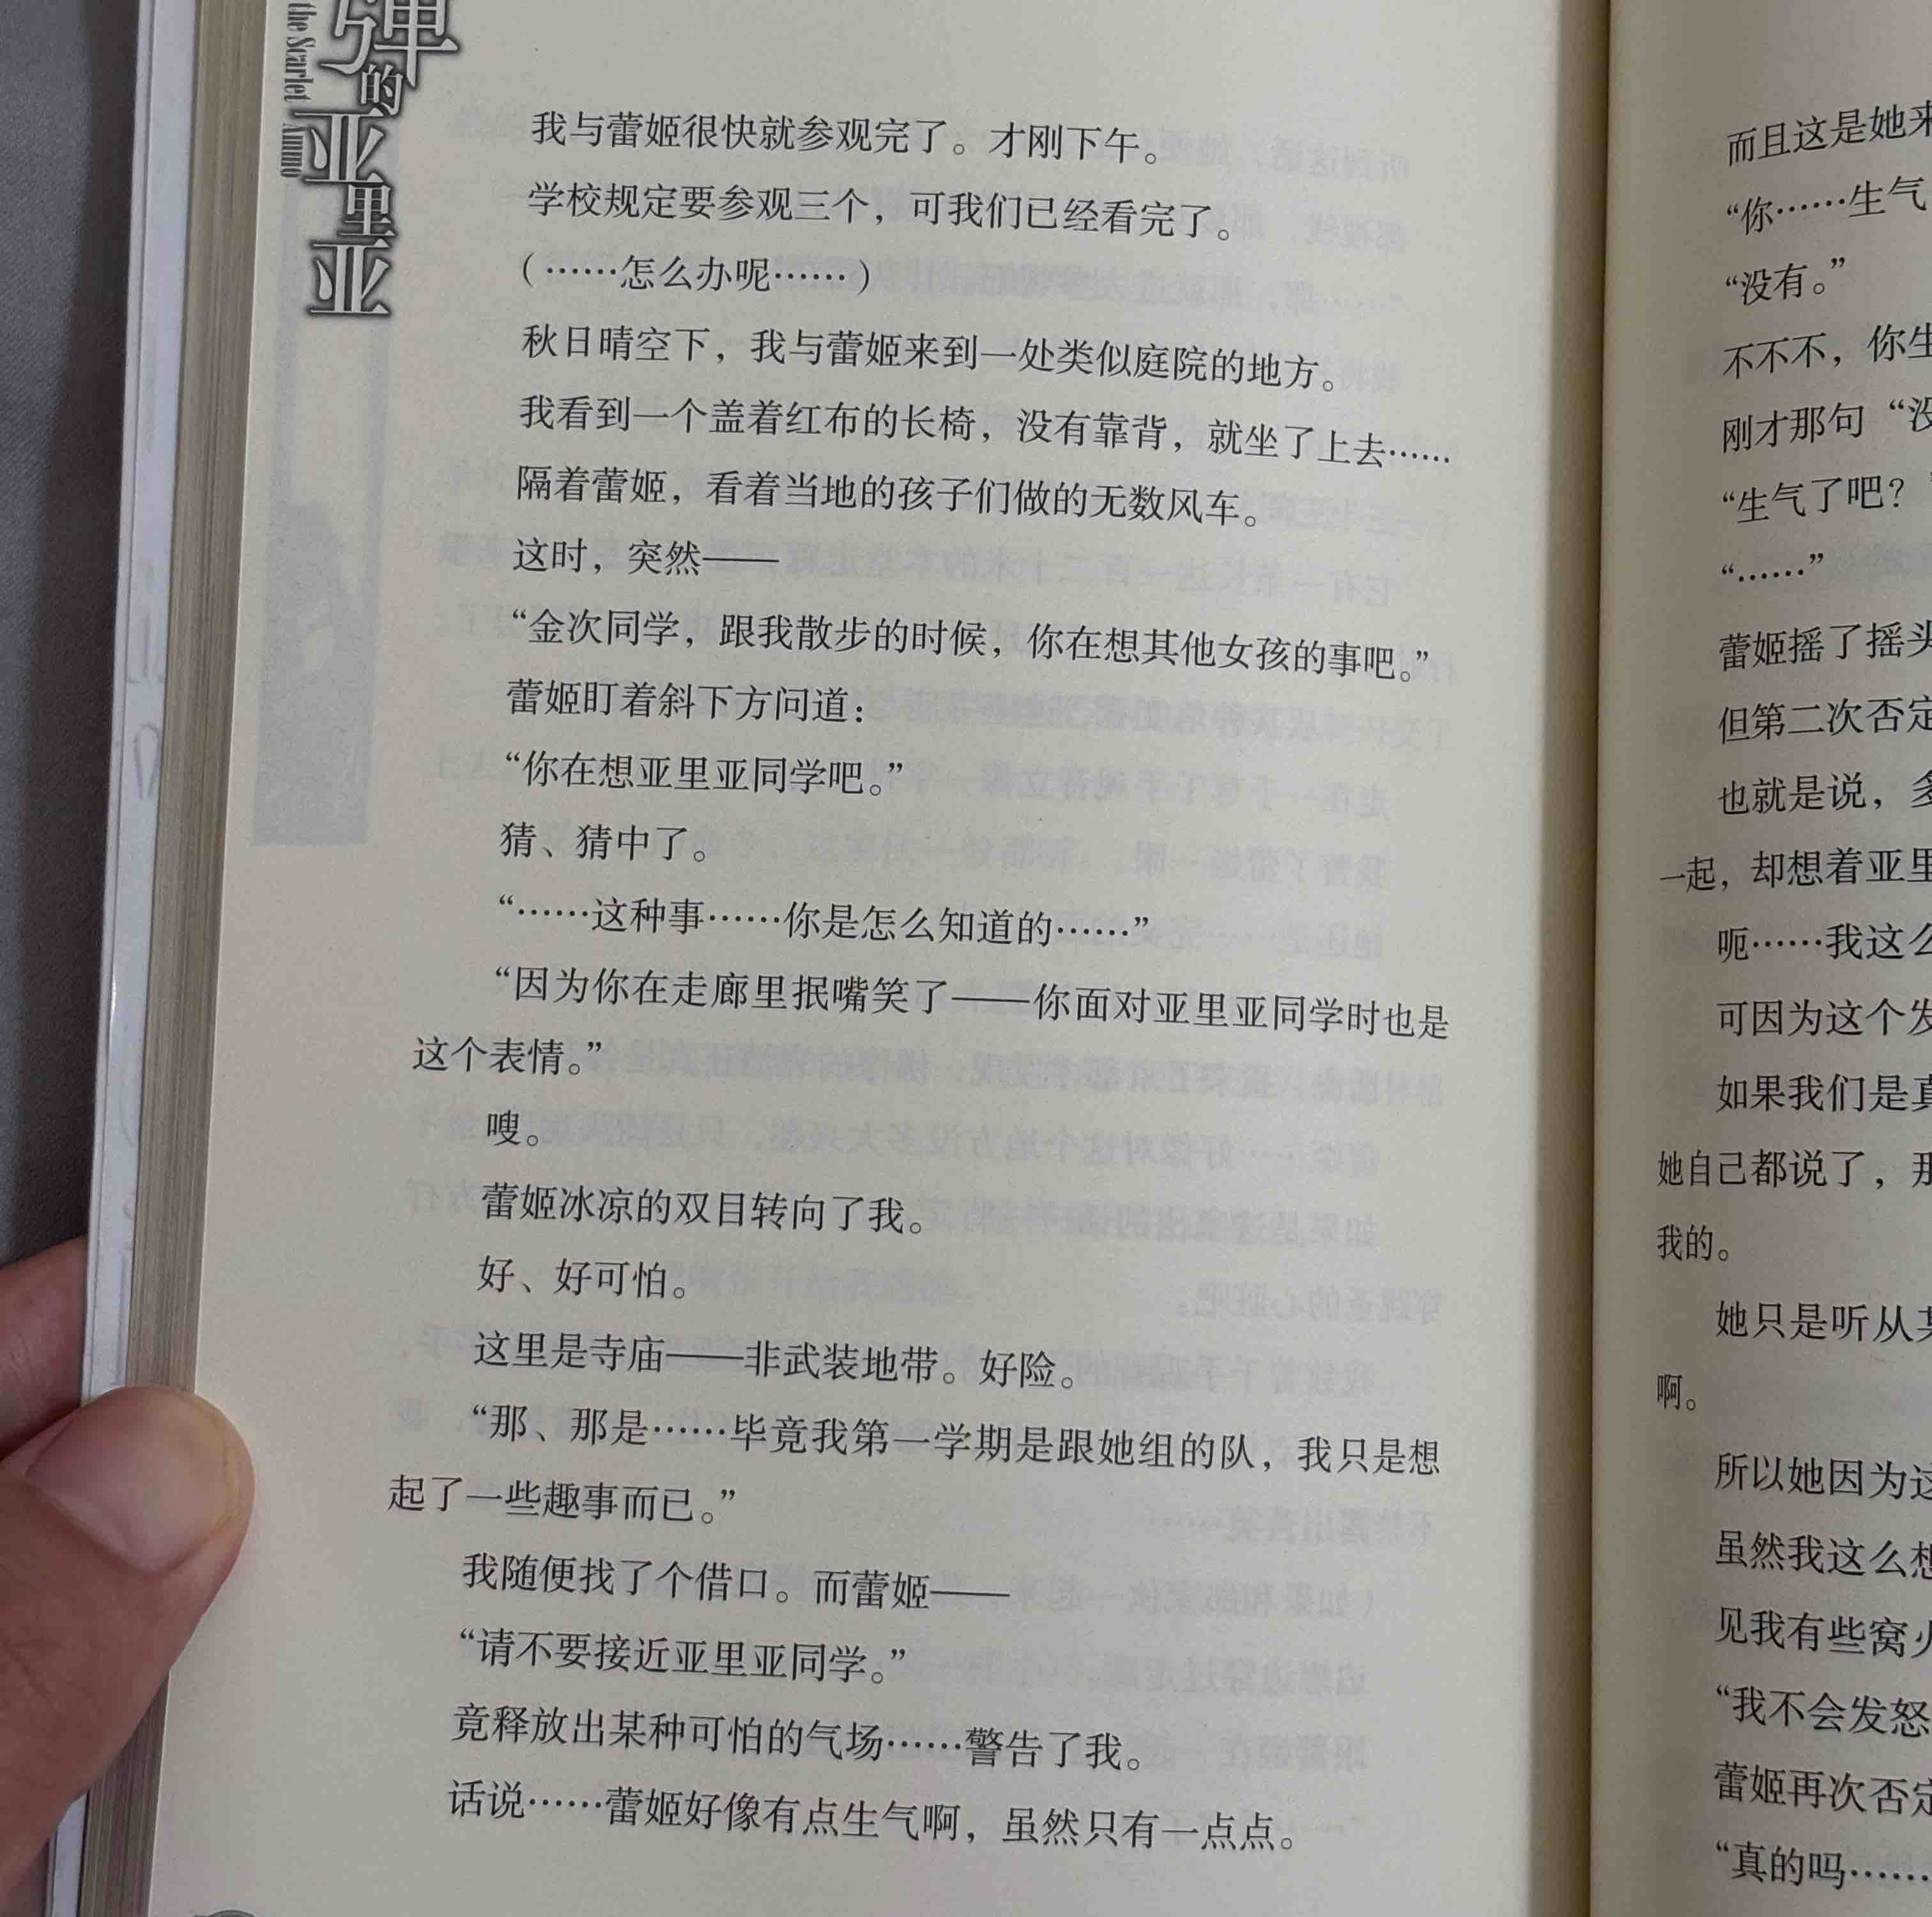 弹的亚里亚
the Scarlet Ammo
我与蕾姬很快就参观完了。才刚下午。
学校规定要参观三个，可我们已经看完了。
（……怎么办呢……）
秋日晴空下，我与蕾姬来到一处类似庭院的地方。
我看到一个盖着红布的长椅，没有靠背，就坐了上去……
隔着蕾姬，看着当地的孩子们做的无数风车。
这时，突然——
“金次同学，跟我散步的时候，你在想其他女孩的事吧。”
蕾姬盯着斜下方问道：
“你在想亚里亚同学吧。”
猜、猜中了。
“……这种事……你是怎么知道的……”
“因为你在走廊里抿嘴笑了——你面对亚里亚同学时也是
这个表情。”
嗖。
蕾姬冰凉的双目转向了我。
好、好可怕。
这里是寺庙——非武装地带。好险。
“那、那是……毕竟我第一学期是跟她组的队，我只是想
起了一些趣事而已。”
我随便找了个借口。而蕾姬——
“请不要接近亚里亚同学。”
竟释放出某种可怕的气场……警告了我。
话说……蕾姬好像有点生气啊，虽然只有一点点。
而且这是她来
“你……生气
“没有。”
不不不，你生
刚才那句“没
“生气了吧？
“……”
蕾姬摇了摇头
但第二次否定
也就是说，多
一起，却想着亚里
呃……我这么
可因为这个发
如果我们是真
她自己都说了，那
我的。
她只是听从某
啊。
所以她因为这
虽然我这么想
见我有些窝火
“我不会发怒
蕾姬再次否定
“真的吗……